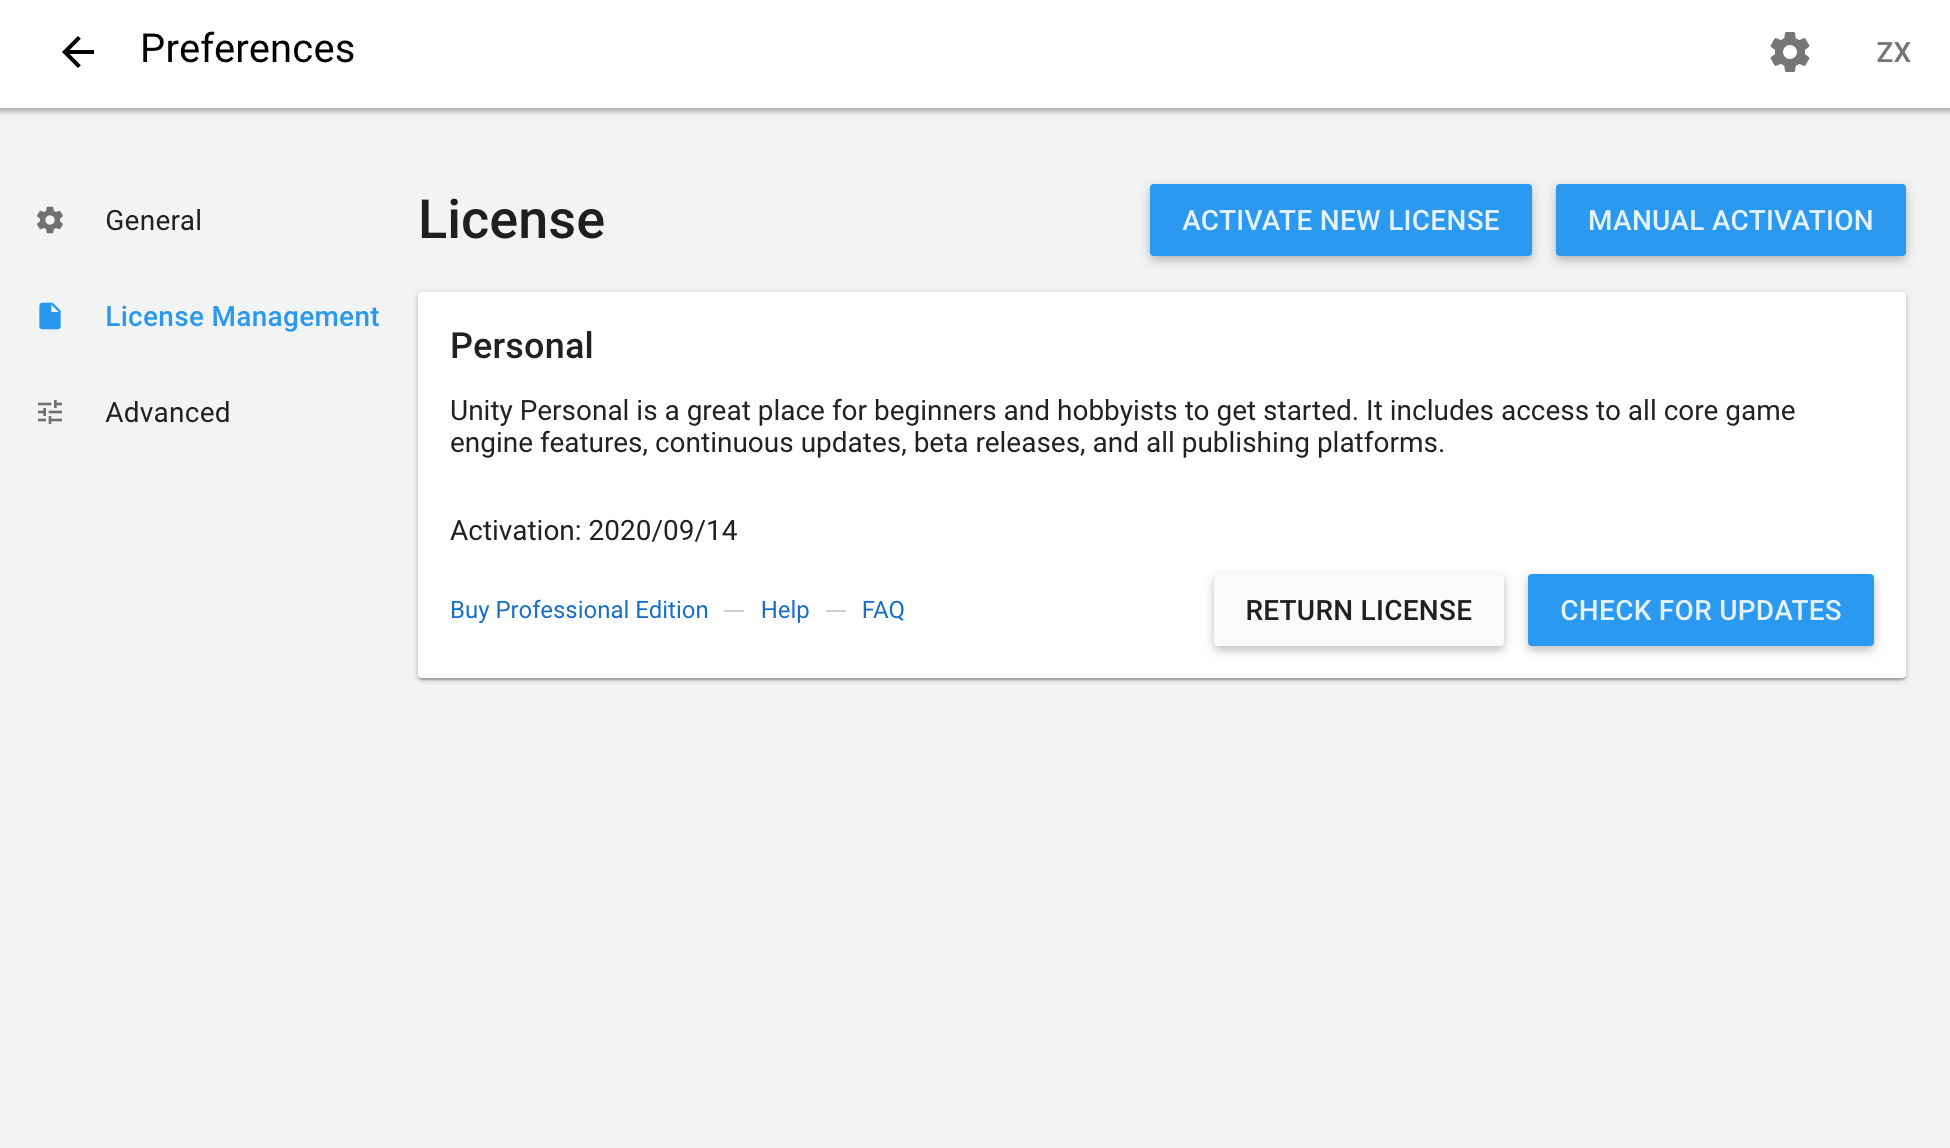 Preferences
ZX
General
License Management
Advanced
License
ACTIVATE NEW LICENSE
MANUAL ACTIVATION
Personal
Unity Personal is a great place for beginners and hobbyists to get started. It includes access to all core game
engine features, continuous updates, beta releases, and all publishing platforms.
Activation: 2020/09/14
Buy Professional Edition — Help — FAQ
RETURN LICENSE
CHECK FOR UPDATES